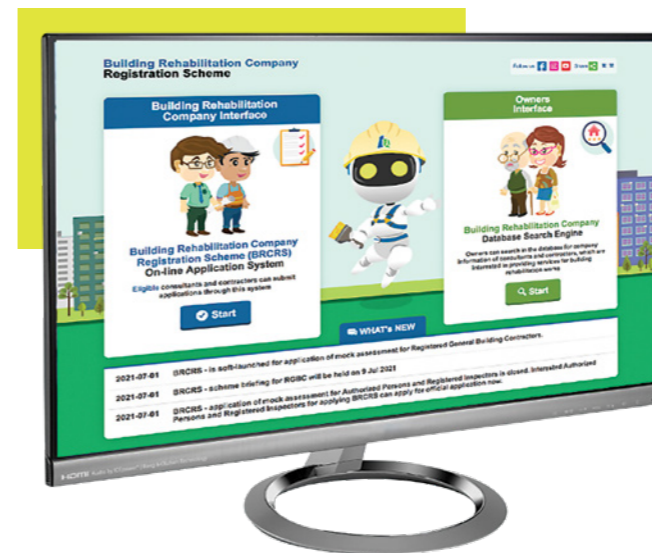 Building Rehabilitation Company
Registration Scheme
Follow us
Share
Building Rehabilitation
Company Interface
Building Rehabilitation Company
Registration Scheme (BRCRS)
On-line Application System
Eligible consultants and contractors can submit
applications through this system
Start
Owners
Interface
Building Rehabilitation Company
Database Search Engine
Owners can search in the database for company
information of consultants and contractors, which are
interested in providing services for building
rehabilitation works
Start
WHAT's NEW
2021-07-01 BRCRS - is soft-launched for application of mock assessment for Registered General Building Contractors.
2021-07-01 BRCRS - scheme briefing for RGBC will be held on 9 Jul 2021
2021-07-01 BRCRS - application of mock assessment for Authorized Persons and Registered Inspectors is closed. Interested Authorized
Persons and Registered Inspectors for applying BRCRS can apply for official application now.
HDMI